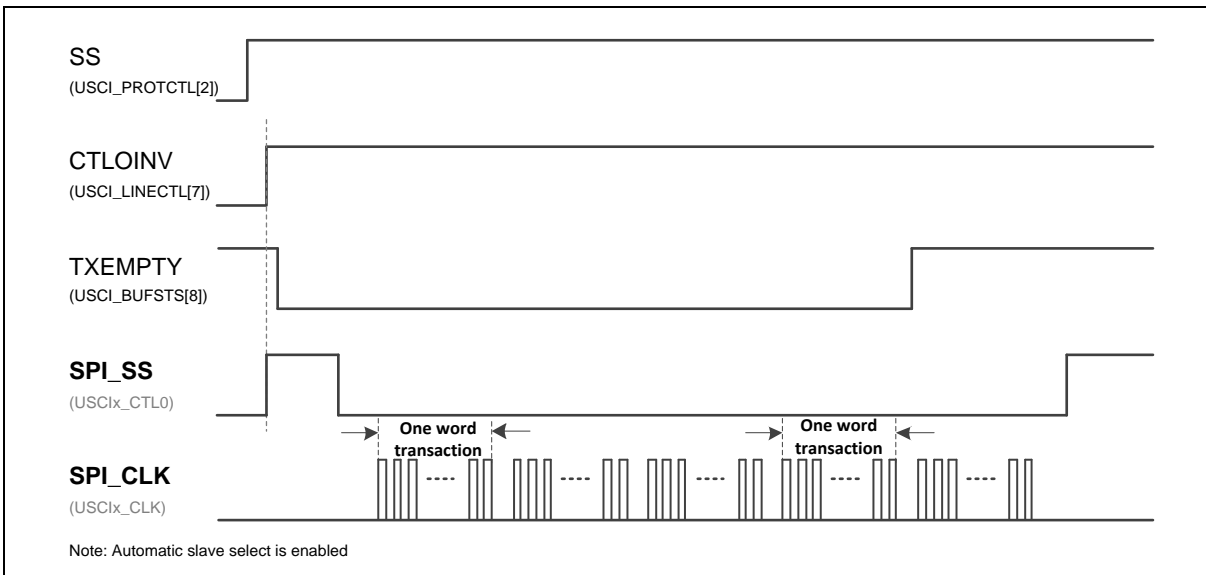 SS
(USCI_PROTCTL[2])
CTLOINV
(USCI_LINECTL[7])
TXEMPTY
(USCI_BUFSTS[8])
SPI_SS
(USCIx_CTL0)
One word
transaction
One word
transaction
SPI_CLK
(USCIx_CLK)
Note: Automatic slave select is enabled